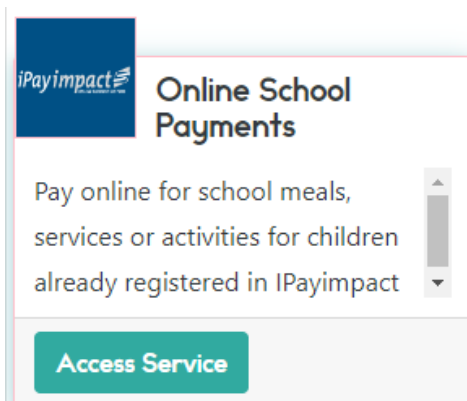 iPayimpact
Online School
Payments
Pay online for school meals,
services or activities for children
already registered in IPayimpact
Access Service